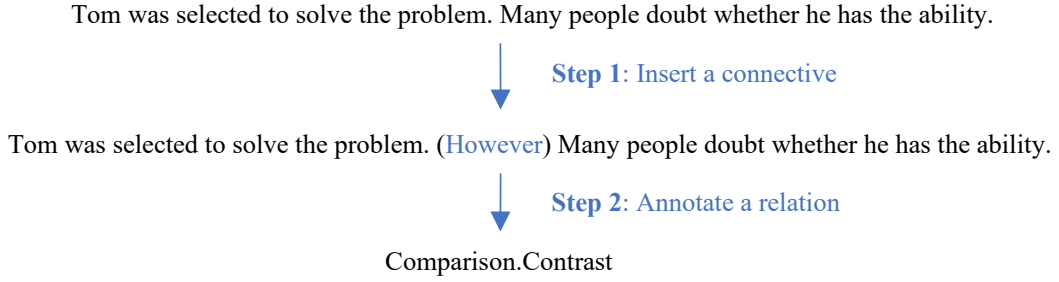 Tom was selected to solve the problem. Many people doubt whether he has the ability.
Step 1: Insert a connective
Tom was selected to solve the problem. (However) Many people doubt whether he has the ability.
Step 2: Annotate a relation
Comparison.Contrast